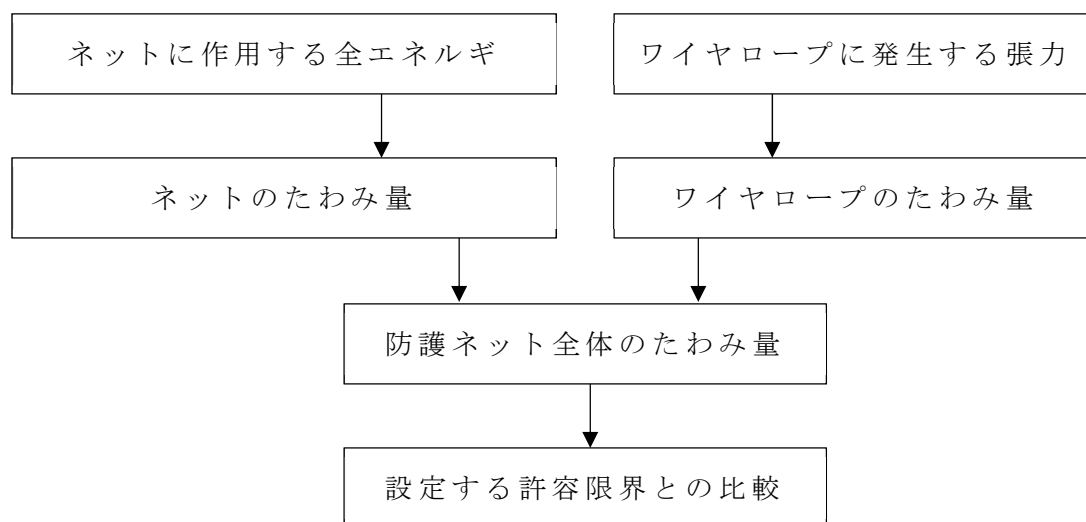 ネットに作用する全エネルギ
ワイヤロープに発生する張力
ネットのたわみ量
ワイヤロープのたわみ量
防護ネット全体のたわみ量
設定する許容限界との比較